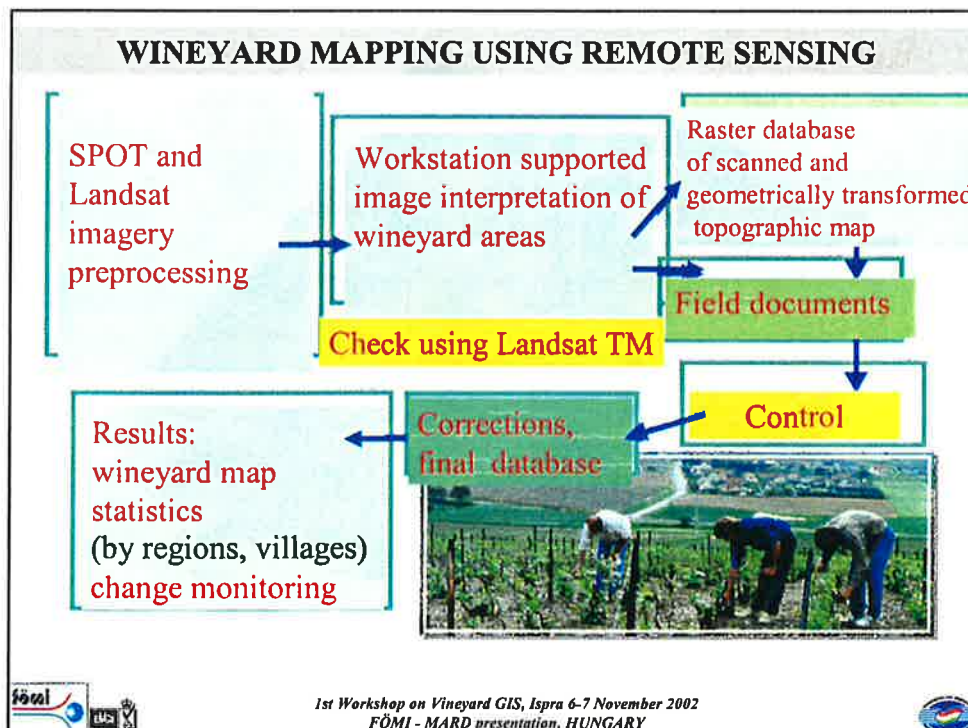 WINEYARD MAPPING USING REMOTE SENSING
SPOT and
Landsat
imagery
preprocessing
Workstation supported
image interpretation of
wineyard areas
Raster database
of scanned and
geometrically transformed
topographic map
Check using Landsat TM
Field documents
Control
Corrections,
final database
Results:
wineyard map
statistics
(by regions, villages)
change monitoring
fömi
1st Workshop on Vineyard GIS, Ispra 6-7 November 2002
FÖMI - MARD presentation, HUNGARY